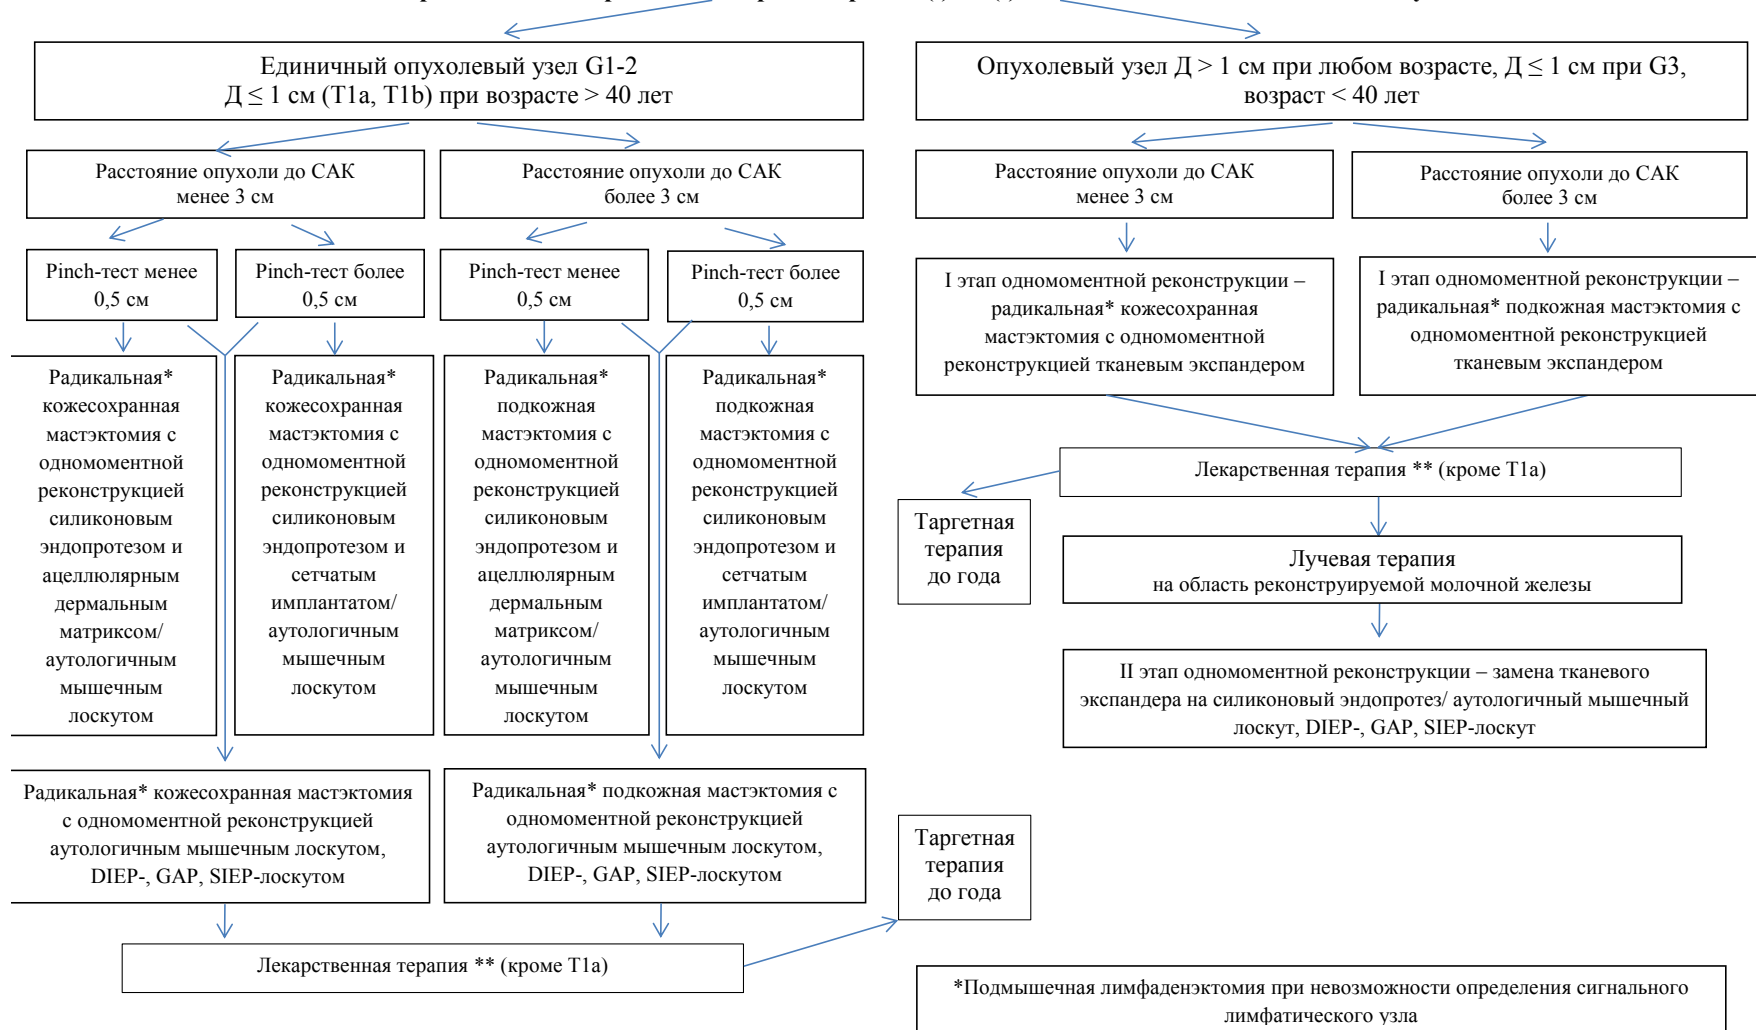 Единичный опухолевый узел G1-2
Д ≤ 1 см (T1a, T1b) при возрасте > 40 лет
Опухолевый узел Д > 1 см при любом возрасте, Д ≤ 1 см при G3,
возраст < 40 лет
Расстояние опухоли до САК
менее 3 см
Расстояние опухоли до САК
более 3 см
Расстояние опухоли до САК
менее 3 см
Расстояние опухоли до САК
более 3 см
Pinch-тест менее
0,5 см
Pinch-тест более
0,5 см
Pinch-тест менее
0,5 см
Pinch-тест более
0,5 см
I этап одномоментной реконструкции –
радикальная* кожесохранная
мастэктомия с одномоментной
реконструкцией тканевым экспандером
I этап одномоментной реконструкции –
радикальная* подкожная мастэктомия с
одномоментной реконструкцией
тканевым экспандером
Радикальная*
кожесохранная
мастэктомия с
одномоментной
реконструкцией
силиконовым
эндопротезом и
ацеллюлярным
дермальным
матриксом/
аутологичным
мышечным
лоскутом
Радикальная*
кожесохранная
мастэктомия с
одномоментной
реконструкцией
силиконовым
эндопротезом и
сетчатым
имплантатом/
аутологичным
мышечным
лоскутом
Радикальная*
подкожная
мастэктомия с
одномоментной
реконструкцией
силиконовым
эндопротезом и
ацеллюлярным
дермальным
матриксом/
аутологичным
мышечным
лоскутом
Радикальная*
подкожная
мастэктомия с
одномоментной
реконструкцией
силиконовым
эндопротезом и
сетчатым
имплантатом/
аутологичным
мышечным
лоскутом
Лекарственная терапия ** (кроме T1a)
Таргетная
терапия
до года
Лучевая терапия
на область реконструируемой молочной железы
II этап одномоментной реконструкции – замена тканевого
экспандера на силиконовый эндопротез/ аутологичный мышечный
лоскут, DIEP-, GAP, SIEP-лоскут
Радикальная* кожесохранная мастэктомия
с одномоментной реконструкцией
аутологичным мышечным лоскутом,
DIEP-, GAP, SIEP-лоскутом
Радикальная* подкожная мастэктомия с
одномоментной реконструкцией
аутологичным мышечным лоскутом,
DIEP-, GAP, SIEP-лоскутом
Таргетная
терапия
до года
Лекарственная терапия ** (кроме T1a)
*Подмышечная лимфаденэктомия при невозможности определения сигнального
лимфатического узла